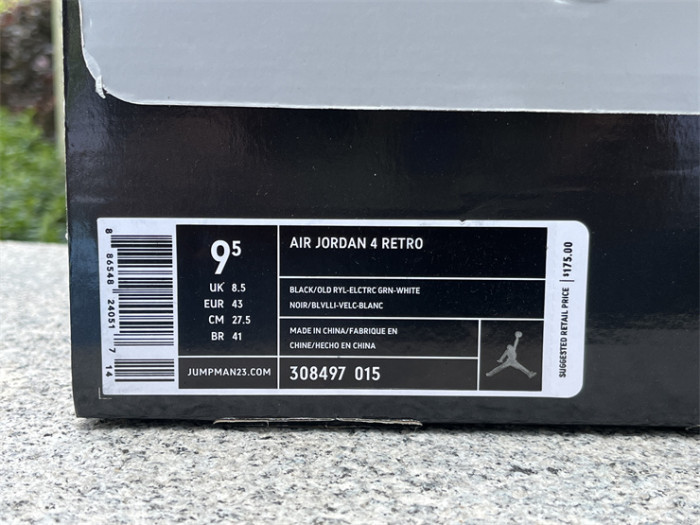 8 86548 24051 7 14
9⁵
UK 8.5
EUR 43
CM 27.5
BR 41
JUMPMAN23.COM
AIR JORDAN 4 RETRO
BLACK/OLD RYL-ELCTRC GRN-WHITE
NOIR/BLVLLI-VELC-BLANC
MADE IN CHINA/FABRIQUE EN
CHINE/HECHO EN CHINA
308497 015
SUGGESTED RETAIL PRICE $175.00